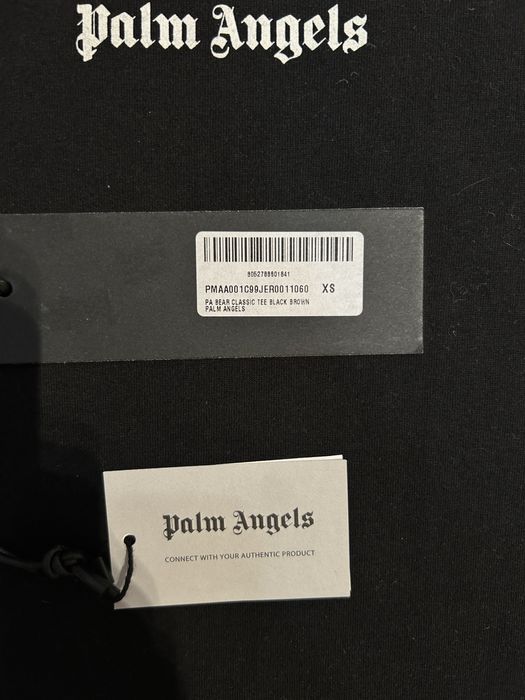 Palm Angels
8052788601841
PMAA001C99JER0011060 XS
PA BEAR CLASSIC TEE BLACK BROWN
PALM ANGELS
Palm Angels
CONNECT WITH YOUR AUTHENTIC PRODUCT